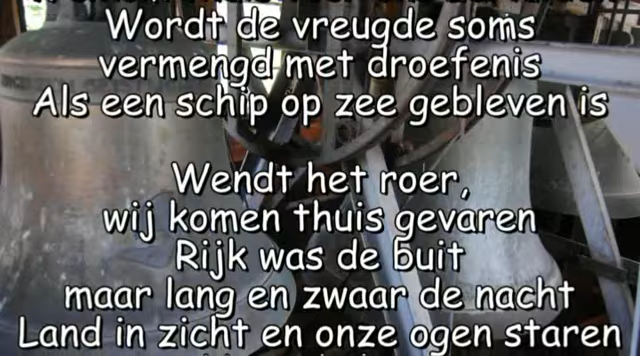 Wordt de vreugde soms
vermengd met droefenis
Als een schip op zee gebleven is
Wendt het roer,
wij komen thuis gevaren
Rijk was de buit
maar lang en zwaar de nacht
Land in zicht en onze ogen staren